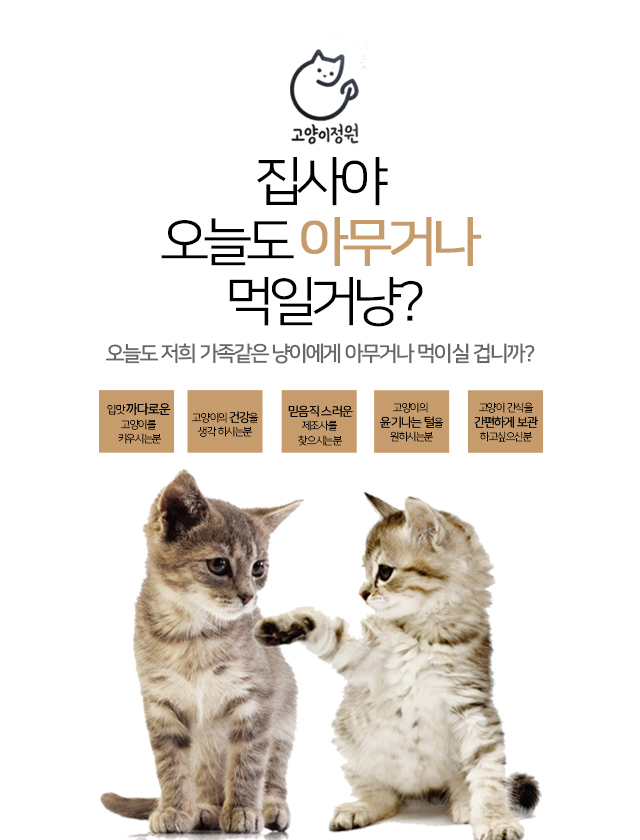 고양이정원
집사야
오늘도 아무거나
먹일거냥?
오늘도 저희 가족같은 냥이에게 아무거나 먹이실 겁니까?
입맛 까다로운
고양이를
키우시는분
고양이의 건강을
생각 하시는분
믿음직 스러운
제조사를
찾으시는분
고양이의
윤기나는 털을
원하시는분
고양이 간식을
간편하게 보관
하고싶으신분